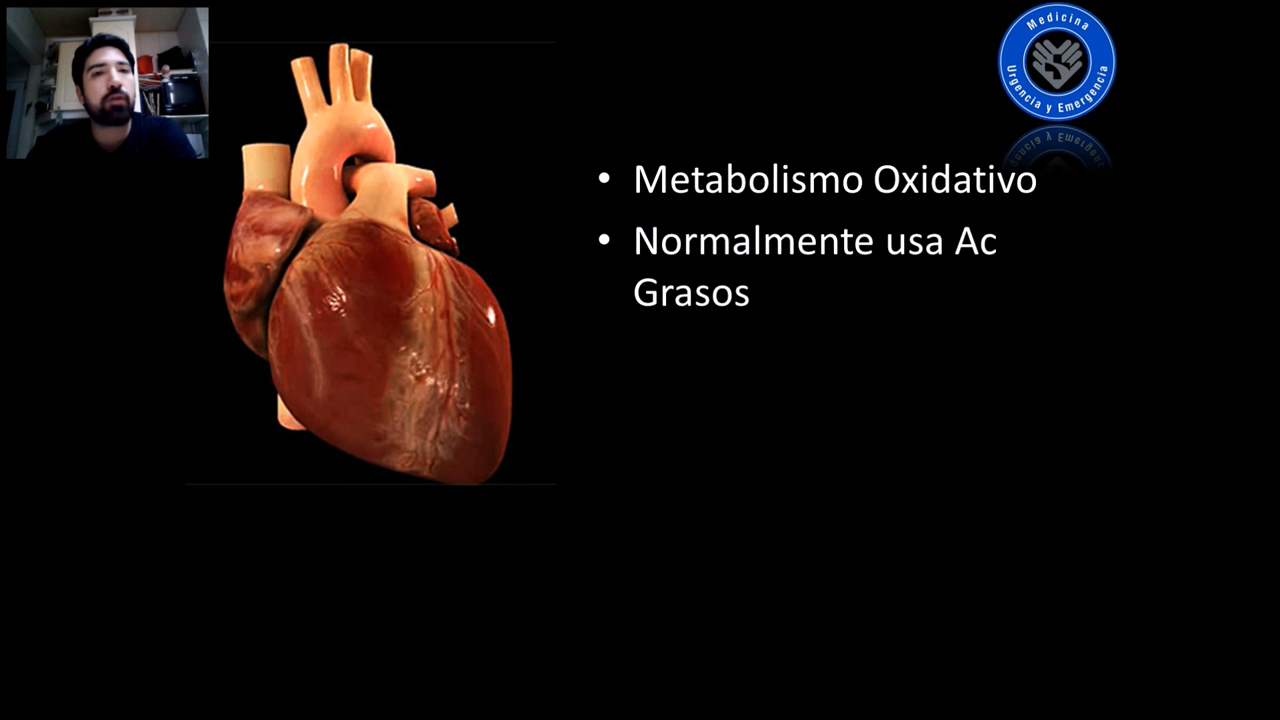 Medicina
Urgencia y Emergencia
• Metabolismo Oxidativo
• Normalmente usa Ac
Grasos